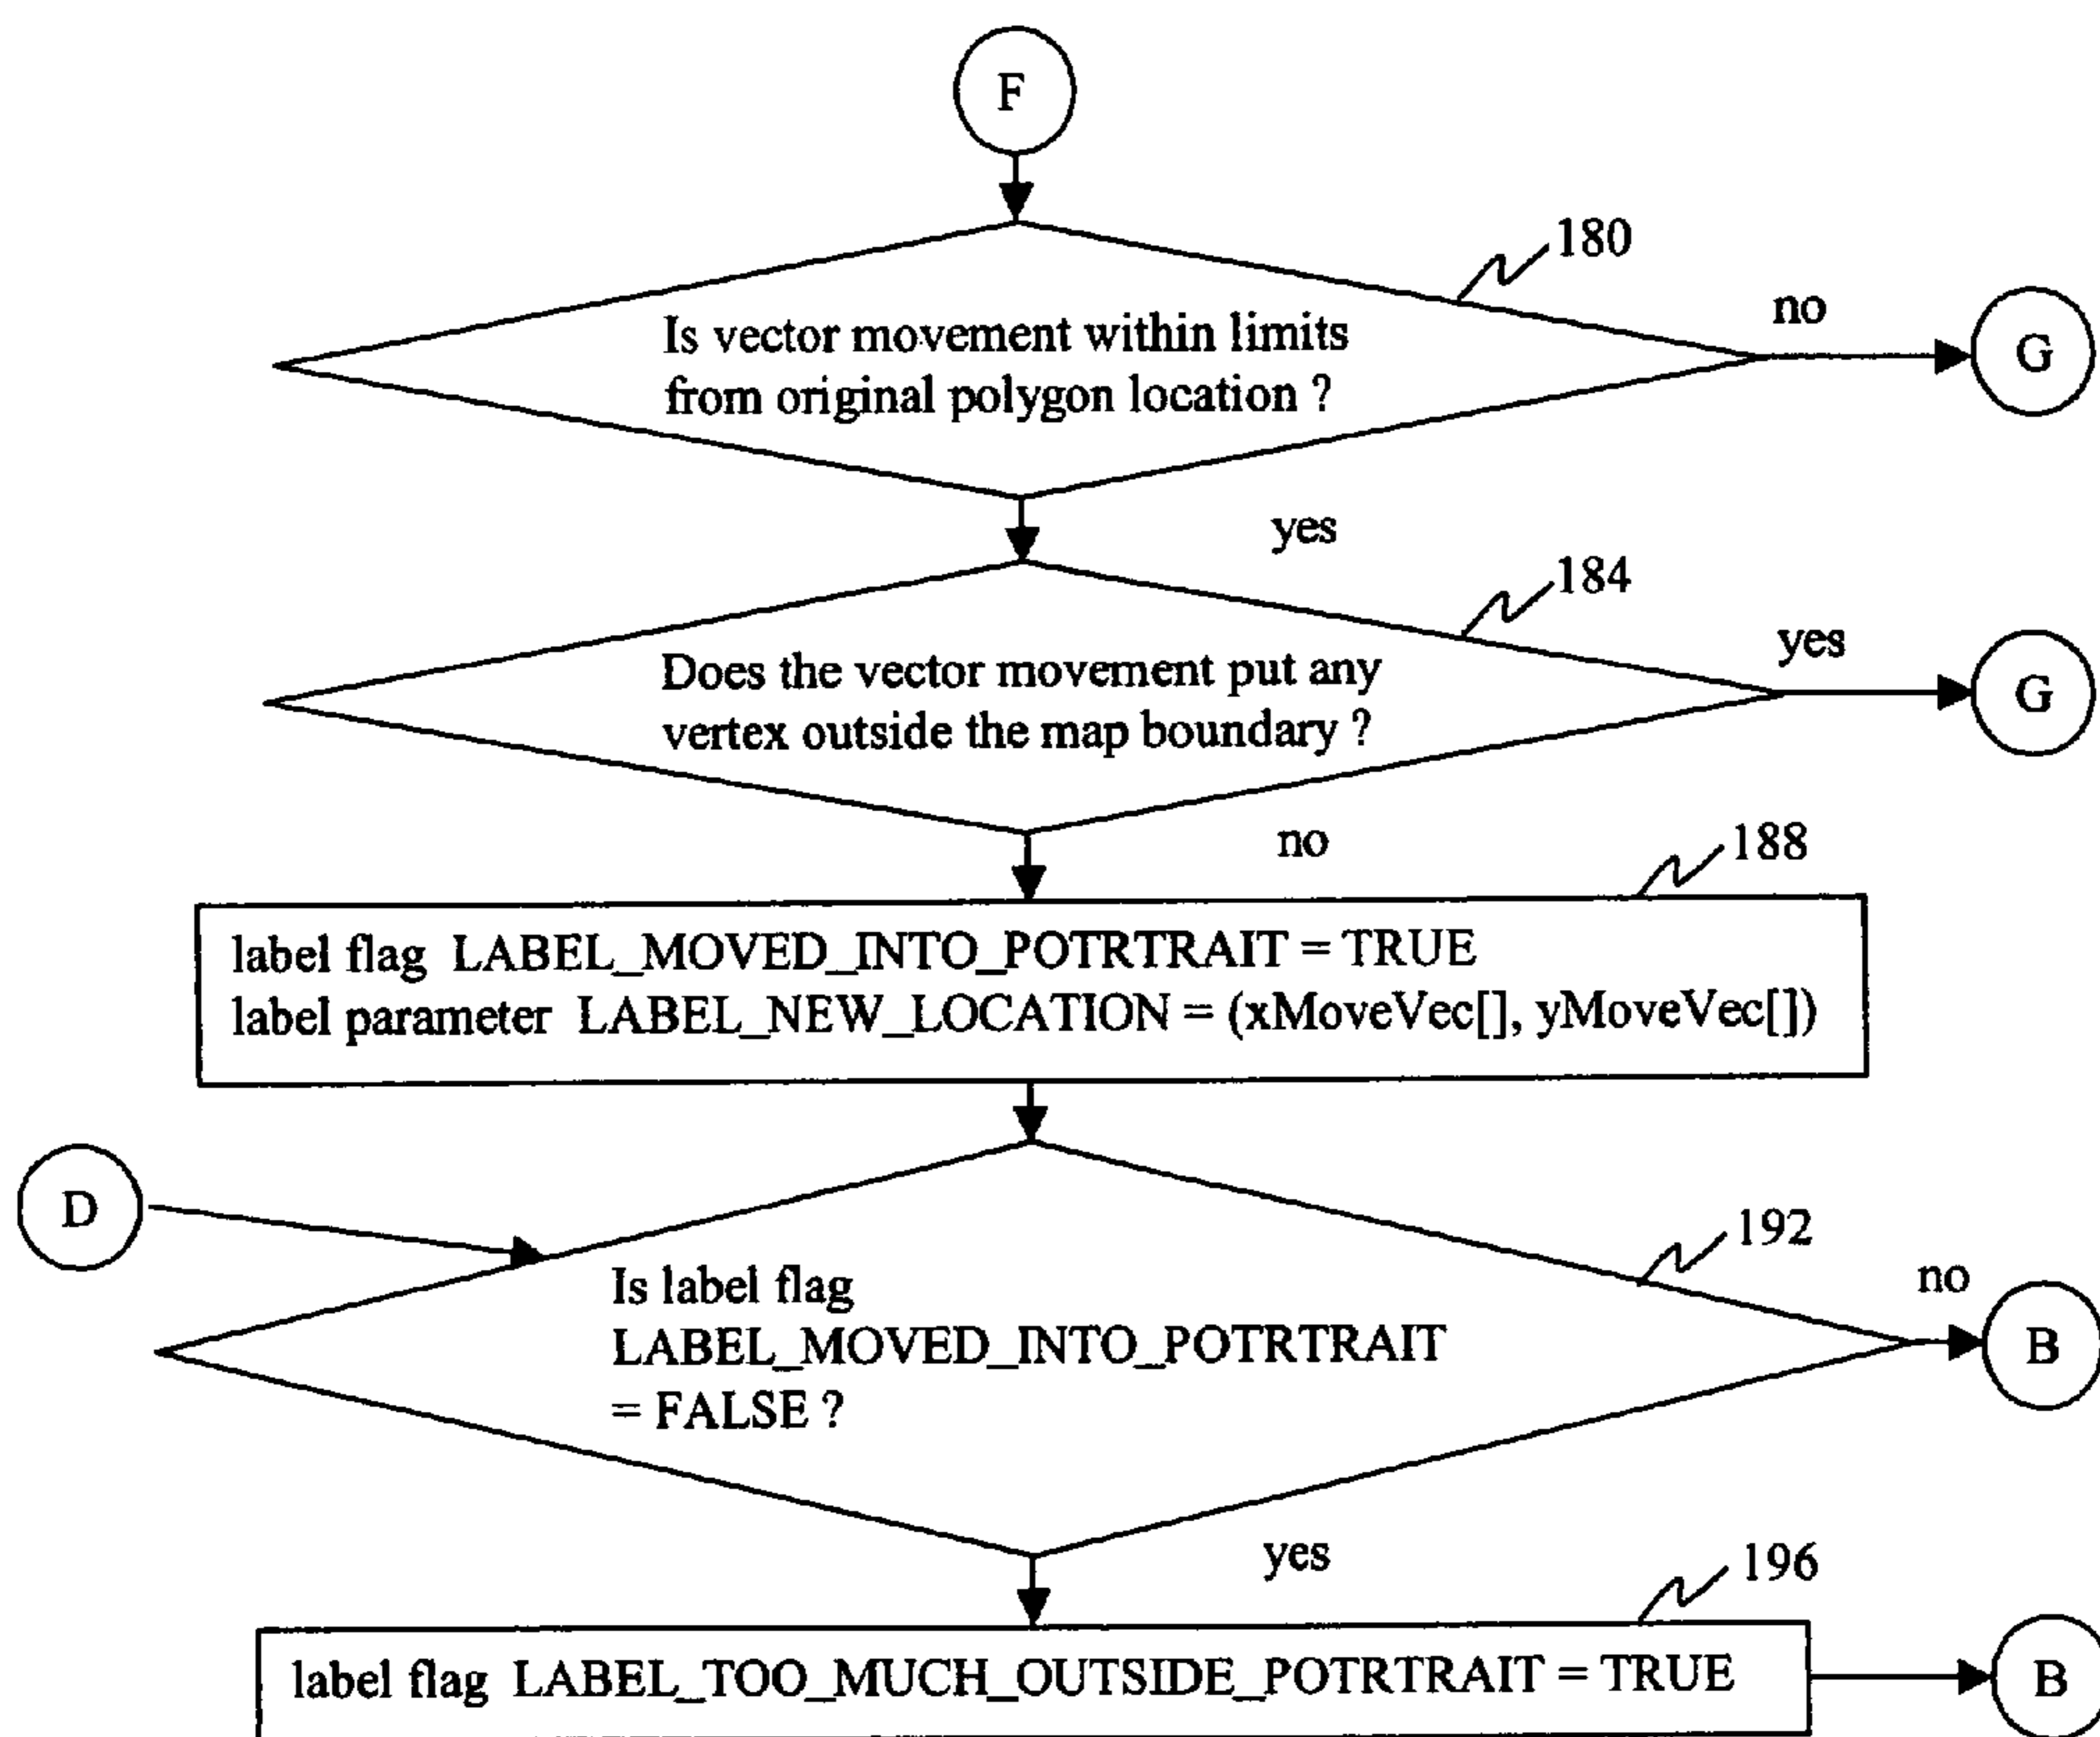 F
180
Is vector movement within limits
from original polygon location ?
no
G
yes
184
Does the vector movement put any
vertex outside the map boundary ?
yes
G
no
188
label flag LABEL_MOVED_INTO_POTRTRAIT = TRUE
label parameter LABEL_NEW_LOCATION = (xMoveVec[], yMoveVec[])
D
192
Is label flag
LABEL_MOVED_INTO_POTRTRAIT
= FALSE ?
no
B
yes
196
label flag LABEL_TOO_MUCH_OUTSIDE_POTRTRAIT = TRUE
B